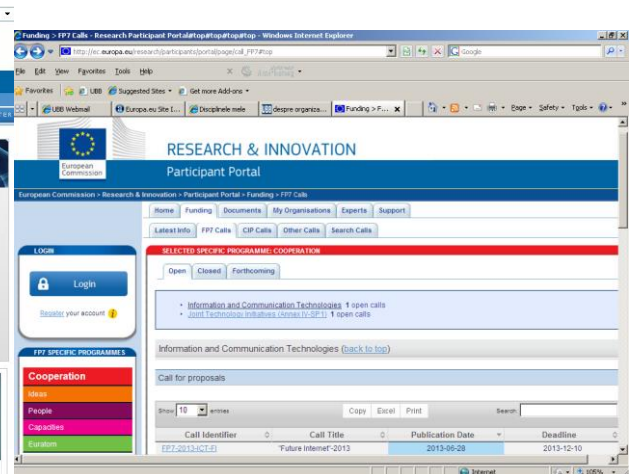 Funding > FP7 Calls - Research Participant Portal#top#top#top#top - Windows Internet Explorer
http://ec.europa.eu/research/participants/portal/page/call_FP7#top
Google
File Edit View Favorites Tools Help
Favorites UBB Suggested Sites Get more Add-ons
UBB Webmail Europa.eu Site I... Disciplinele mele despre organiza... Funding > F... X Page Safety Tools
European
Commission
RESEARCH & INNOVATION
Participant Portal
European Commission > Research & Innovation > Participant Portal > Funding > FP7 Calls
Home Funding Documents My Organisations Experts Support
Latest Info FP7 Calls CIP Calls Other Calls Search Calls
LOGIN
Login
Register your account
SELECTED SPECIFIC PROGRAMME: COOPERATION
Open Closed Forthcoming
Information and Communication Technologies 1 open calls
Joint Technology Initiatives (Annex IV-SP1) 1 open calls
FP7 SPECIFIC PROGRAMMES
Cooperation
Ideas
People
Capacities
Euratom
Information and Communication Technologies (back to top)
Call for proposals
Show 10 entries Copy Excel Print Search:
Call Identifier Call Title Publication Date Deadline
FP7-2013-ICT-FI "Future Internet"-2013 2013-06-28 2013-12-10
Internet 105%